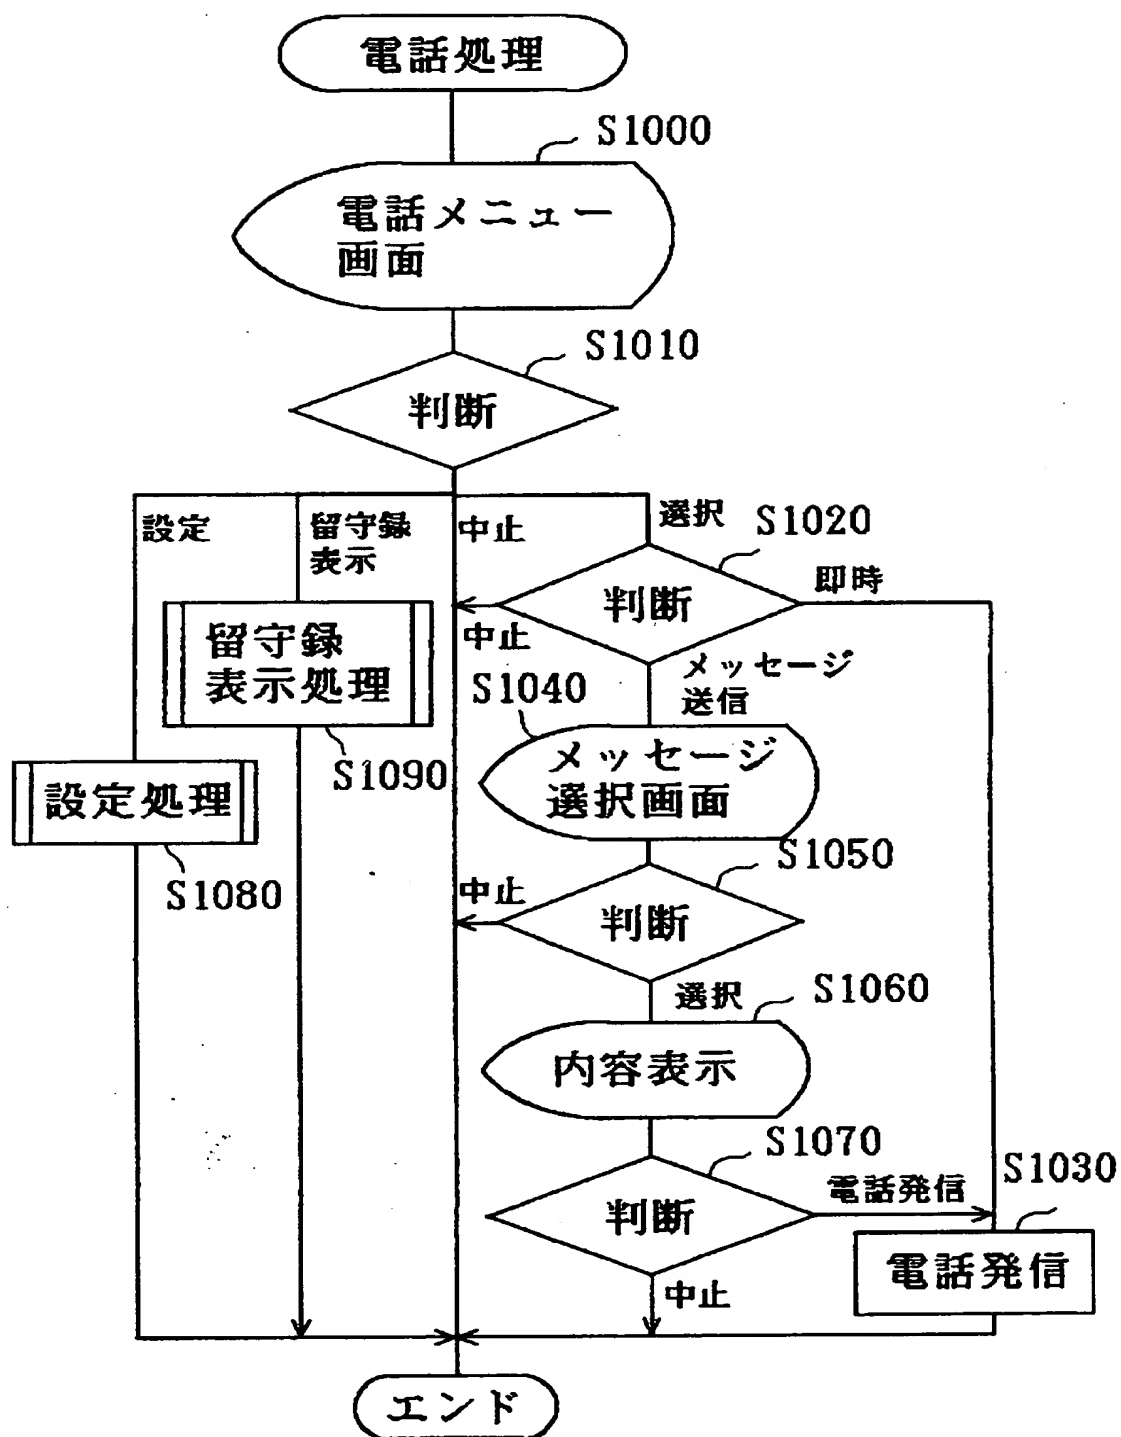 電話処理
S1000
電話メニュー
画面
S1010
判断
設定
留守録
表示
中止
選択
S1020
判断
即時
中止
留守録
表示処理
S1090
メッセージ
送信
S1040
メッセージ
選択画面
設定処理
S1080
S1050
中止
判断
選択
S1060
内容表示
S1070
判断
電話発信
S1030
電話発信
中止
エンド